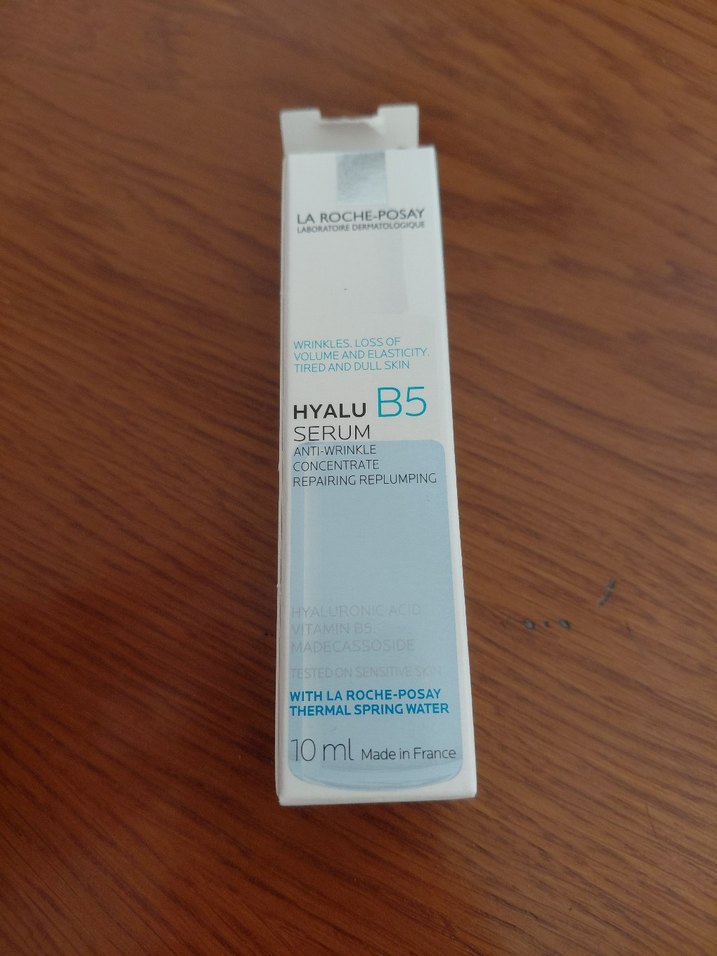 LA ROCHE-POSAY
LABORATOIRE DERMATOLOGIQUE
WRINKLES. LOSS OF
VOLUME AND ELASTICITY.
TIRED AND DULL SKIN
HYALU B5
SERUM
ANTI-WRINKLE
CONCENTRATE
REPAIRING REPLUMPING
HYALURONIC ACID
VITAMIN B5.
MADECASSOSIDE
TESTED ON SENSITIVE SKIN
WITH LA ROCHE-POSAY
THERMAL SPRING WATER
10 ml Made in France